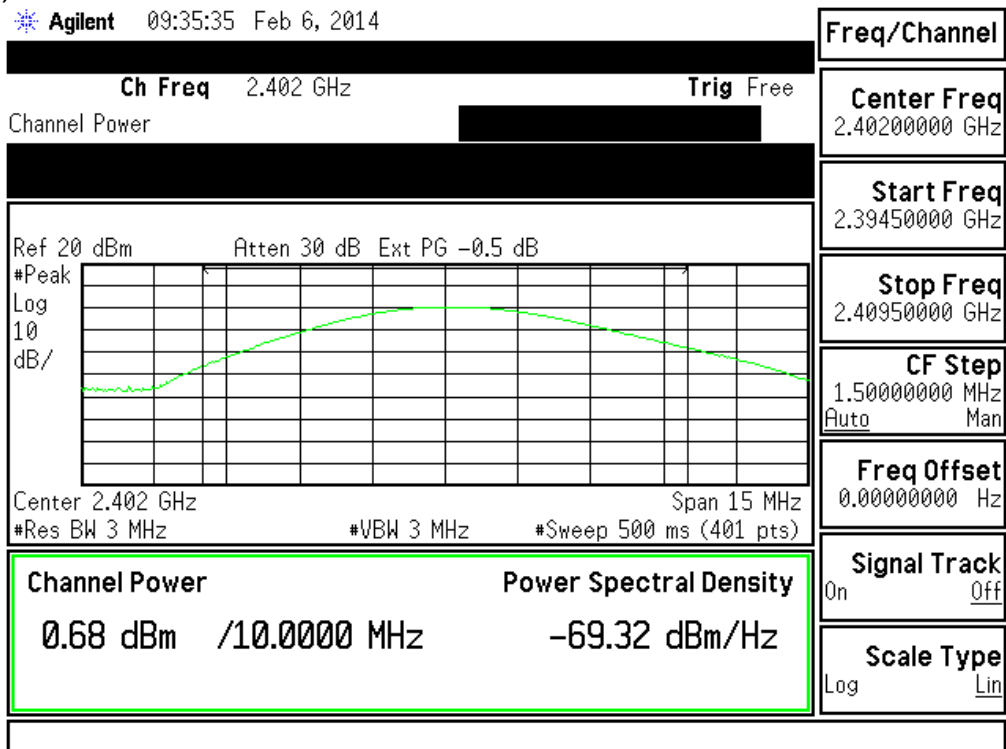 Agilent 09:35:35 Feb 6, 2014
Freq/Channel
Ch Freq 2.402 GHz Trig Free
Channel Power
Center Freq
2.40200000 GHz
Start Freq
2.39450000 GHz
Stop Freq
2.40950000 GHz
CF Step
1.50000000 MHz
Auto Man
Freq Offset
0.00000000 Hz
Signal Track
On Off
Scale Type
Log Lin
Ref 20 dBm Atten 30 dB Ext PG -0.5 dB
#Peak
Log
10
dB/
Center 2.402 GHz Span 15 MHz
#Res BW 3 MHz #VBW 3 MHz #Sweep 500 ms (401 pts)
Channel Power Power Spectral Density
0.68 dBm /10.0000 MHz -69.32 dBm/Hz